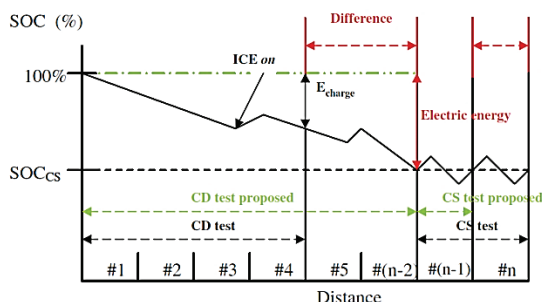 SOC (%)
Difference
ICE on
100%
Echarge
Electric energy
SOCCS
CD test proposed
CS test proposed
CD test
CS test
#1 #2 #3 #4 #5 #(n-2) #(n-1) #n
Distance